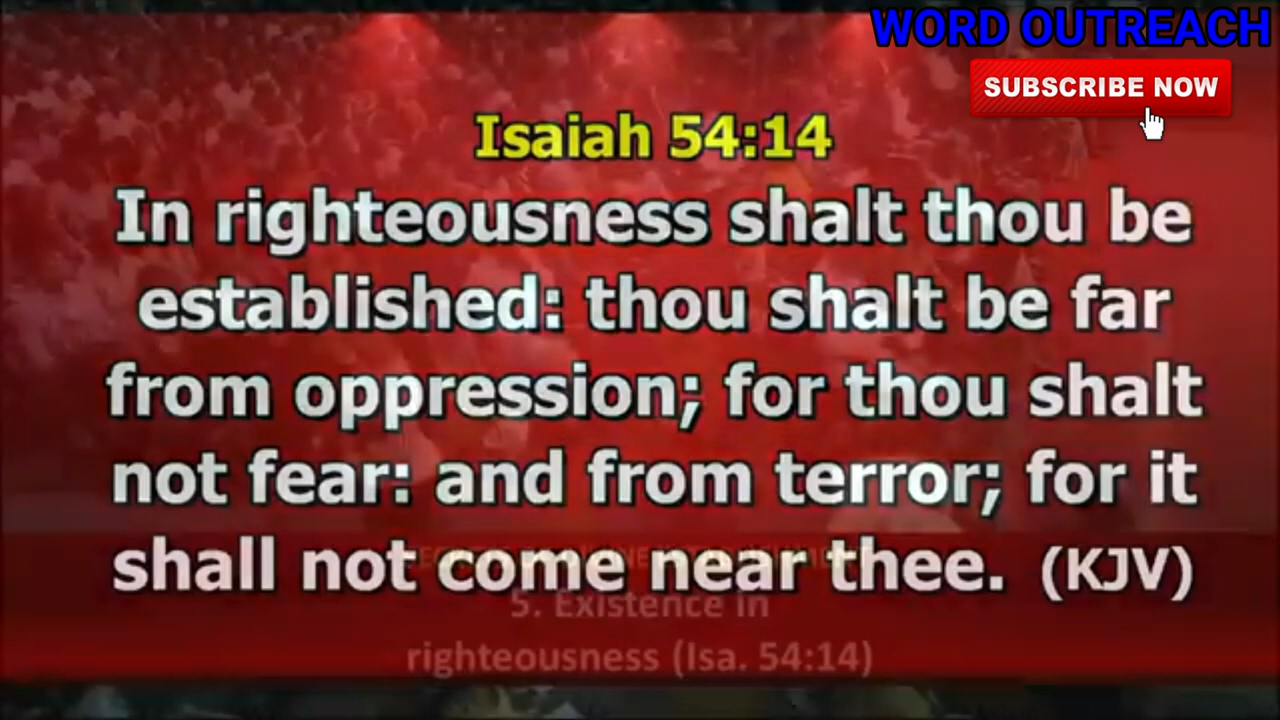 WORD OUTREACH
SUBSCRIBE NOW
Isaiah 54:14
In righteousness shalt thou be
established: thou shalt be far
from oppression; for thou shalt
not fear: and from terror; for it
shall not come near thee. (KJV)
5. Existence in
righteousness (Isa. 54:14)